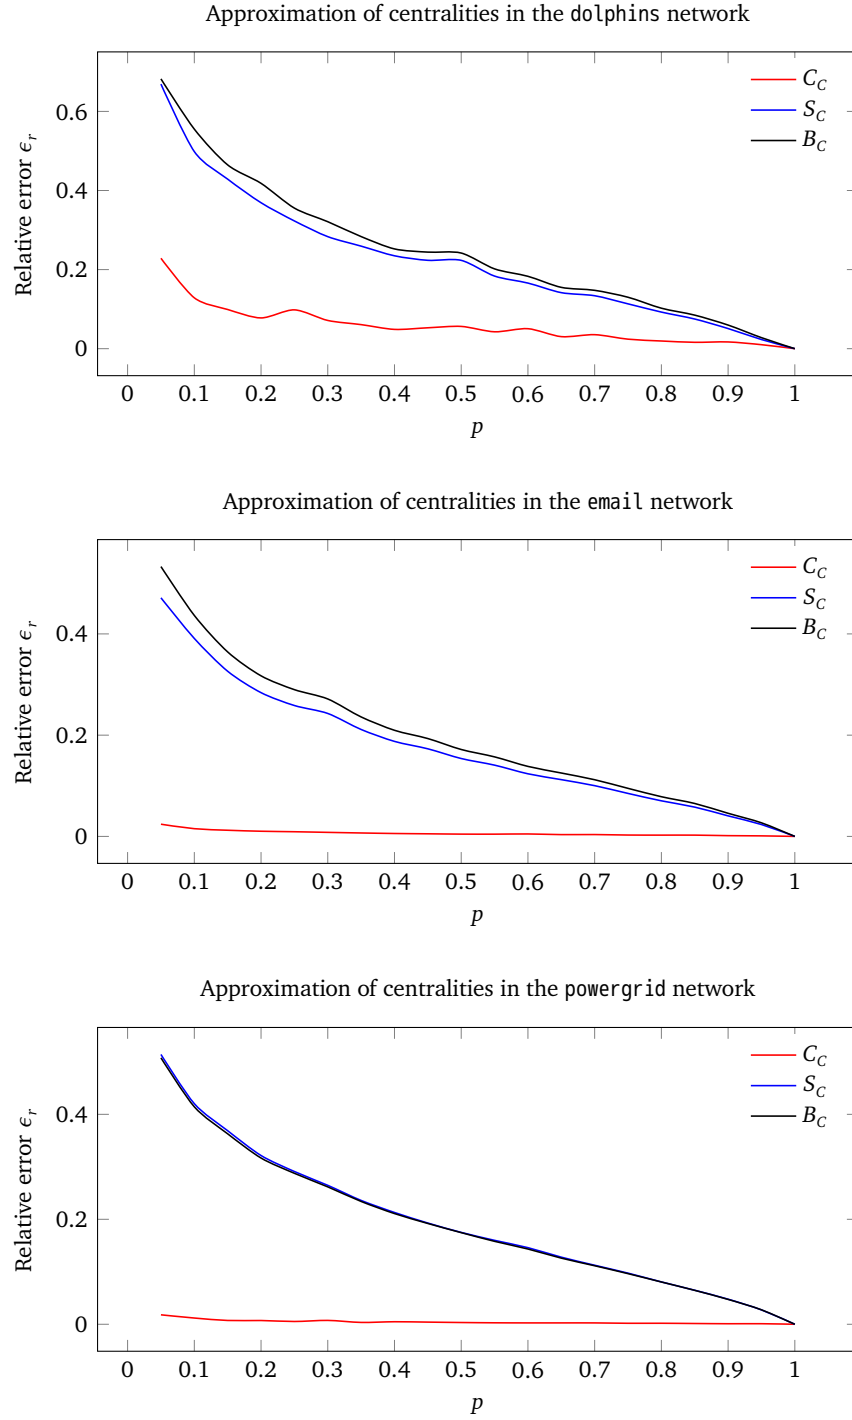 Approximation of centralities in the dolphins network
C_C
S_C
B_C
Relative error ϵ_r
0.6
0.4
0.2
0
0 0.1 0.2 0.3 0.4 0.5 0.6 0.7 0.8 0.9 1
p
Approximation of centralities in the email network
C_C
S_C
B_C
Relative error ϵ_r
0.4
0.2
0
0 0.1 0.2 0.3 0.4 0.5 0.6 0.7 0.8 0.9 1
p
Approximation of centralities in the powergrid network
C_C
S_C
B_C
Relative error ϵ_r
0.4
0.2
0
0 0.1 0.2 0.3 0.4 0.5 0.6 0.7 0.8 0.9 1
p